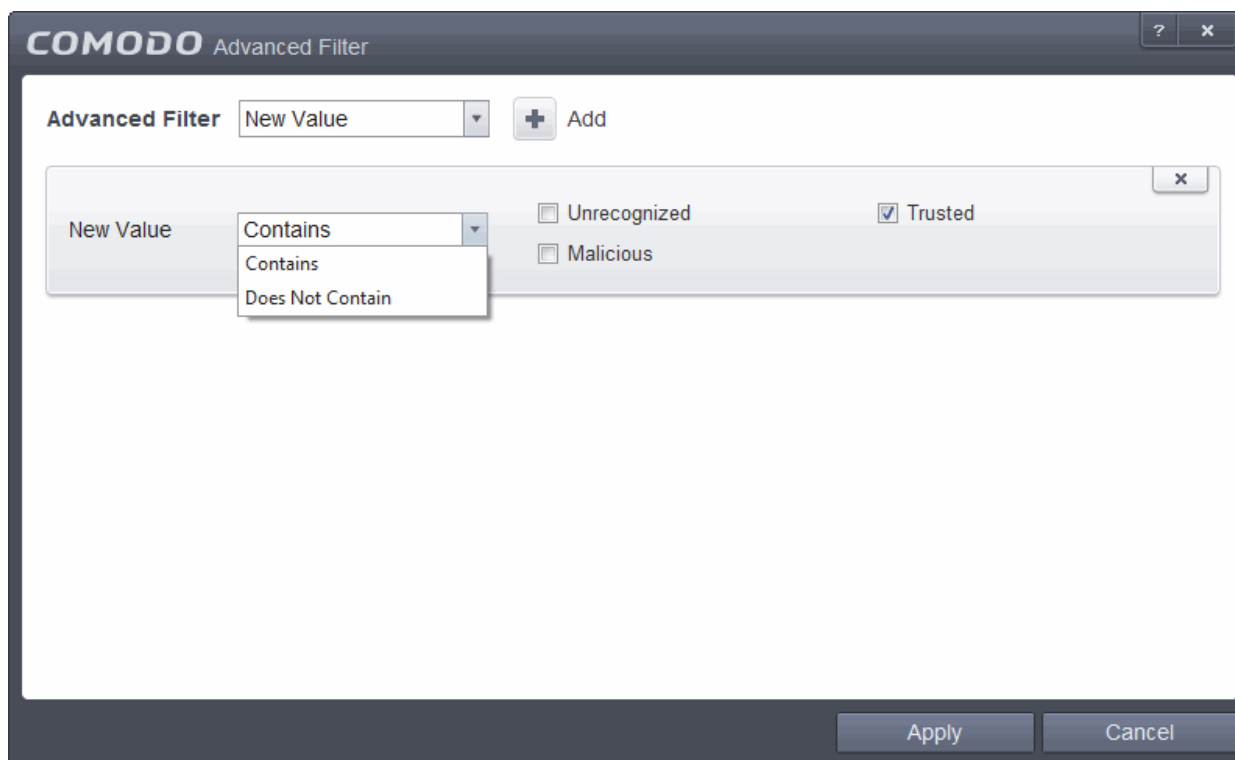 COMODO Advanced Filter ? x
Advanced Filter New Value + Add
x
New Value Contains Unrecognized Trusted
Contains Malicious
Does Not Contain
Apply Cancel